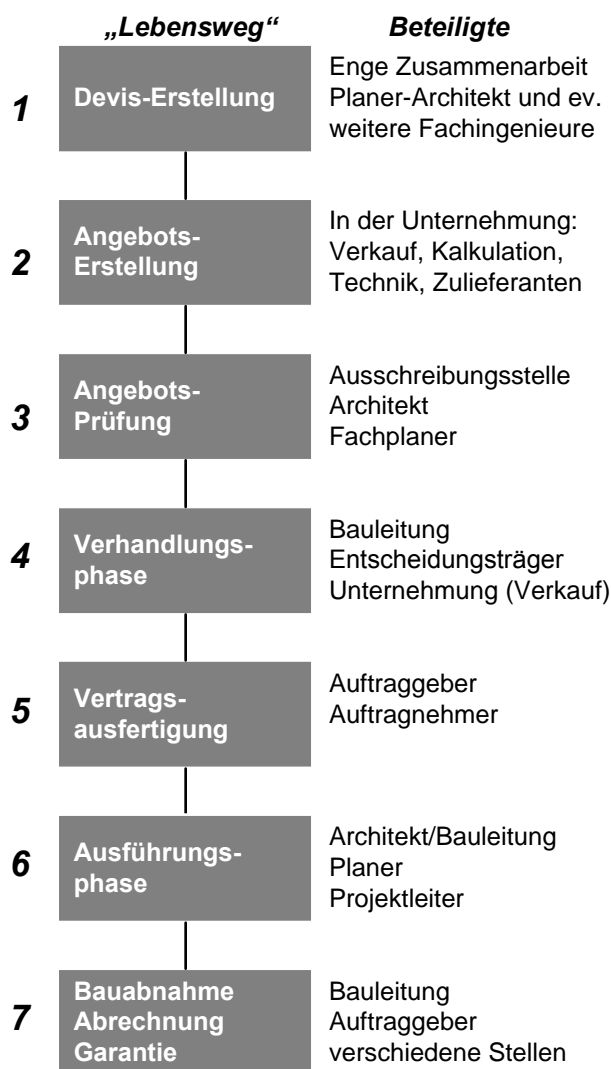 „Lebensweg“ Beteiligte
1
Devis-Erstellung
Enge Zusammenarbeit
Planer-Architekt und ev.
weitere Fachingenieure
2
Angebots-
Erstellung
In der Unternehmung:
Verkauf, Kalkulation,
Technik, Zulieferanten
3
Angebots-
Prüfung
Ausschreibungsstelle
Architekt
Fachplaner
4
Verhandlungs-
phase
Bauleitung
Entscheidungsträger
Unternehmung (Verkauf)
5
Vertrags-
ausfertigung
Auftraggeber
Auftragnehmer
6
Ausführungs-
phase
Architekt/Bauleitung
Planer
Projektleiter
7
Bauabnahme
Abrechnung
Garantie
Bauleitung
Auftraggeber
verschiedene Stellen